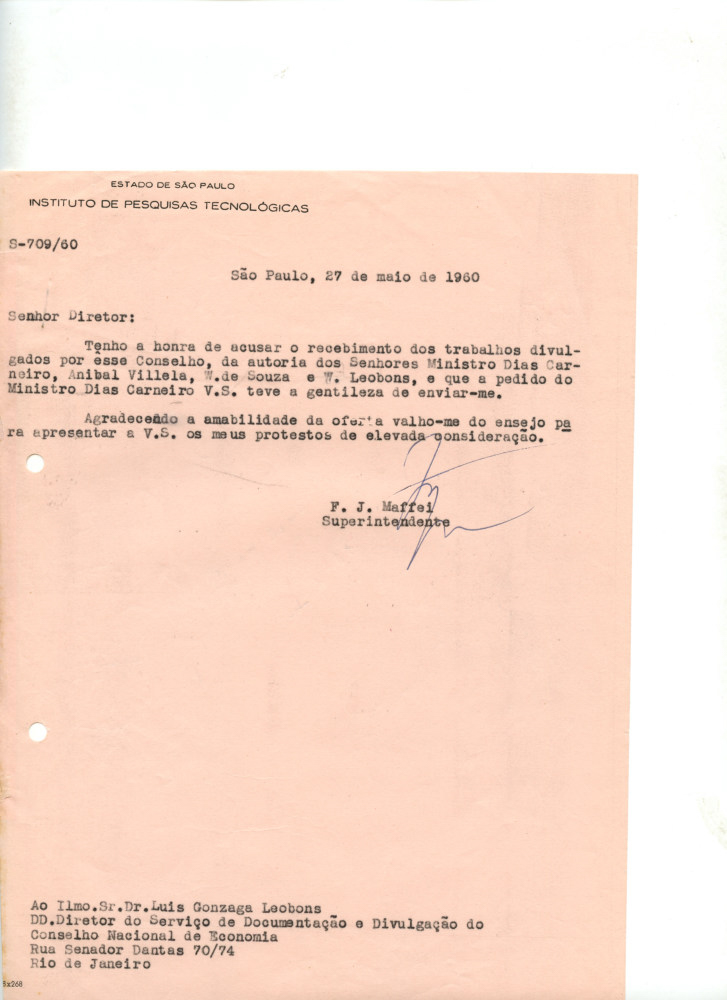 ESTADO DE SÃO PAULO
INSTITUTO DE PESQUISAS TECNOLÓGICAS
S-709/60
São Paulo, 27 de maio de 1960
Senhor Diretor:
Tenho a honra de acusar o recebimento dos trabalhos divul-
gados por esse Conselho, da autoria dos Senhores Ministro Dias Car-
neiro, Anibal Villela, W.de Souza e W. Leobons, e que a pedido do
Ministro Dias Carneiro V.S. teve a gentileza de enviar-me.
Agradecendo a amabilidade da oferta valho-me do ensejo pa
ra apresentar a V.S. os meus protestos de elevada consideração.
F. J. Maffei
Superintendente
Ao Ilmo.Sr.Dr.Luis Gonzaga Leobons
DD.Diretor do Serviço de Documentação e Divulgação do
Conselho Nacional de Economia
Rua Senador Dantas 70/74
Rio de Janeiro